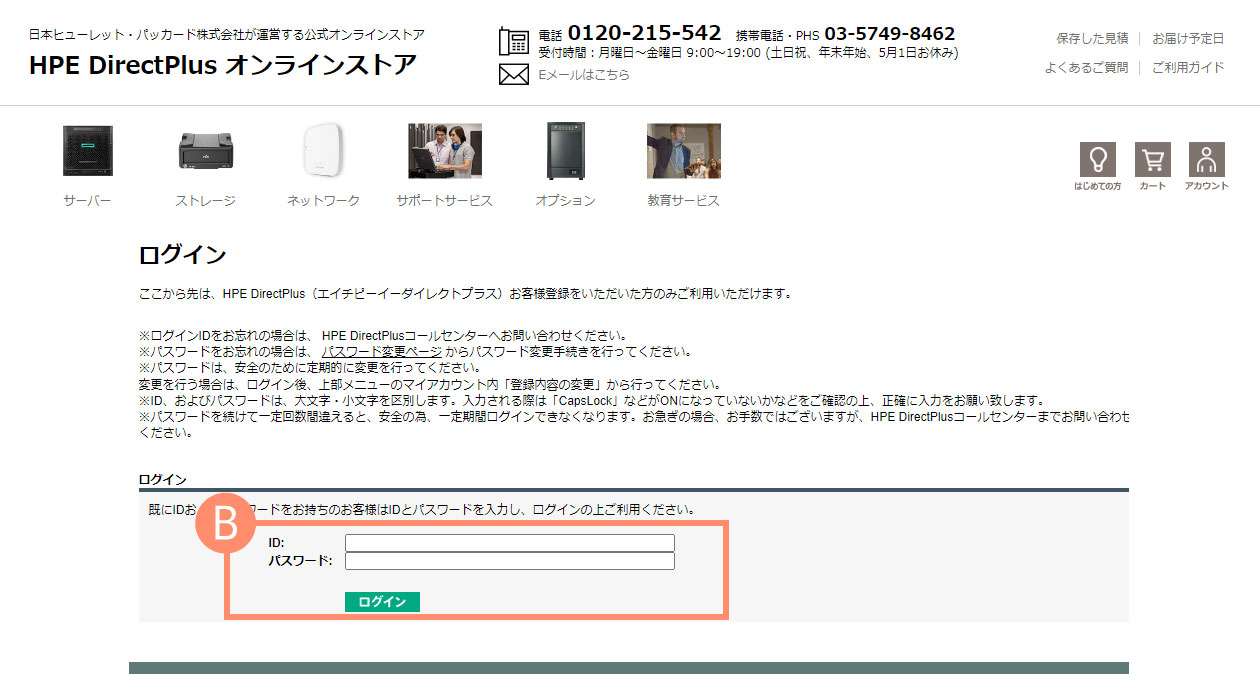 日本ヒューレット・パッカード株式会社が運営する公式オンラインストア
HPE DirectPlus オンラインストア
電話 0120-215-542 携帯電話・PHS 03-5749-8462
受付時間：月曜日～金曜日 9:00～19:00 (土日祝、年末年始、5月1日お休み)
Eメールはこちら
保存した見積 お届け予定日
よくあるご質問 ご利用ガイド
サーバー ストレージ ネットワーク サポートサービス オプション 教育サービス
はじめての方 カート アカウント
ログイン
ここから先は、HPE DirectPlus（エイチピーイーダイレクトプラス）お客様登録をいただいた方のみご利用いただけます。
※ログインIDをお忘れの場合は、 HPE DirectPlusコールセンターへお問い合わせください。
※パスワードをお忘れの場合は、 パスワード変更ページ からパスワード変更手続きを行ってください。
※パスワードは、安全のために定期的に変更を行ってください。
変更を行う場合は、ログイン後、上部メニューのマイアカウント内「登録内容の変更」から行ってください。
※ID、およびパスワードは、大文字・小文字を区別します。入力される際は「CapsLock」などがONになっていないかなどをご確認の上、正確に入力をお願い致します。
※パスワードを続けて一定回数間違えると、安全の為、一定期間ログインできなくなります。お急ぎの場合、お手数ではございますが、HPE DirectPlusコールセンターまでお問い合わせ
ください。
ログイン
既にIDお ワードをお持ちのお客様はIDとパスワードを入力し、ログインの上ご利用ください。
B
ID:
パスワード:
ログイン